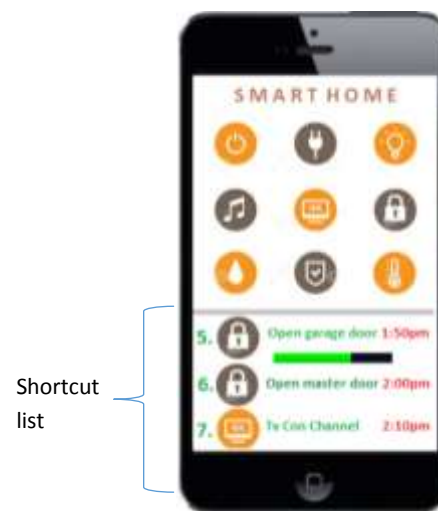 SMART HOME
5. Open garage door 1:50pm
6. Open master door 2:00pm
7. Tv Con Channel 2:10pm
Shortcut
list